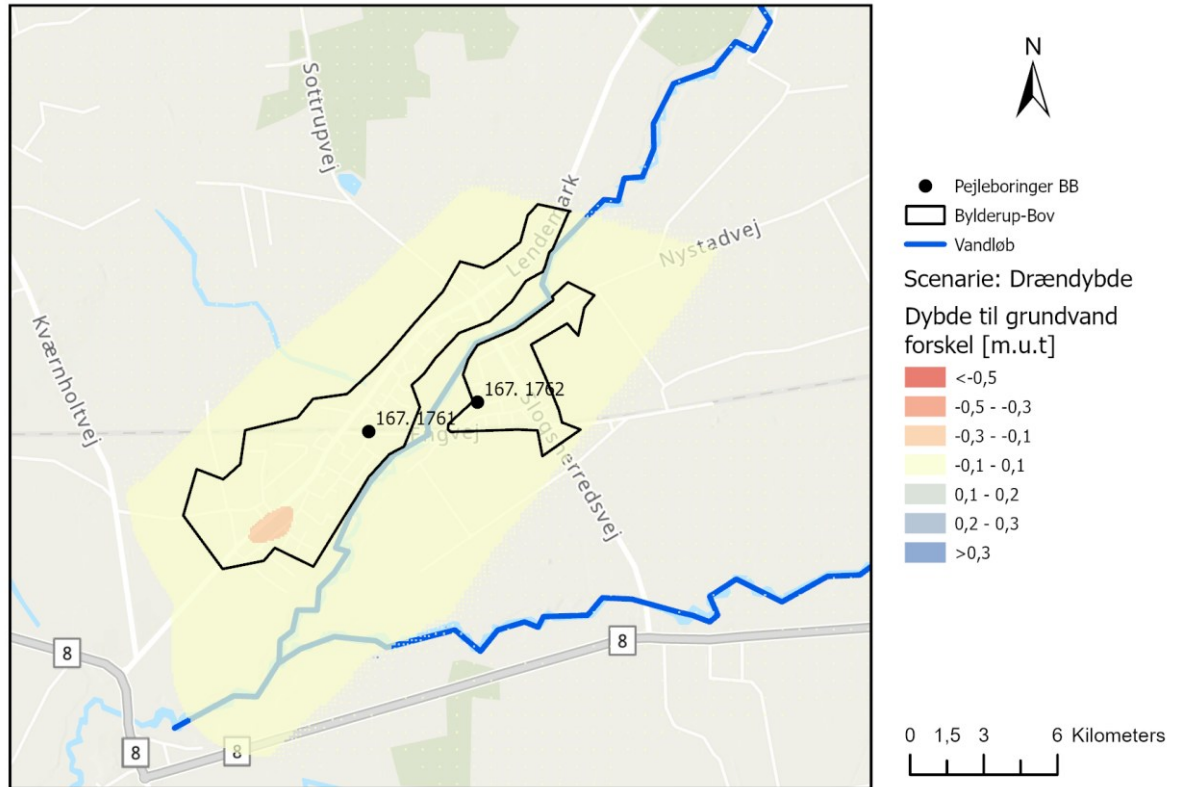 Sottrupvej
Lendemark
Nystadvej
Kværnholtvej
167. 1762
167. 1761
Engvej
Slogsherredsvej
8
8
8
8
N
Pejleboringer BB
Bylderup-Bov
Vandløb
Scenarie: Drændybde
Dybde til grundvand
forskel [m.u.t]
<-0,5
-0,5 - -0,3
-0,3 - -0,1
-0,1 - 0,1
0,1 - 0,2
0,2 - 0,3
>0,3
0 1,5 3 6 Kilometers